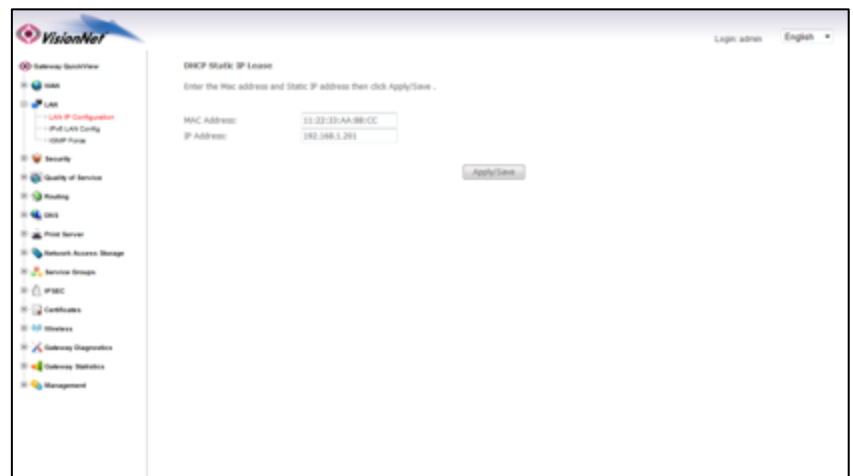 VisionNet
Login: admin
English
Gateway QuickView
WAN
LAN
LAN IP Configuration
IPv6 LAN Config
IGMP Force
Security
Quality of Service
Routing
DNS
Print Server
Network Access Storage
Service Groups
IPSEC
Certificates
Wireless
Gateway Diagnostics
Gateway Statistics
Management
DHCP Static IP Lease
Enter the Mac address and Static IP address then click Apply/Save .
MAC Address: 11:22:33:AA:BB:CC
IP Address: 192.168.1.201
Apply/Save